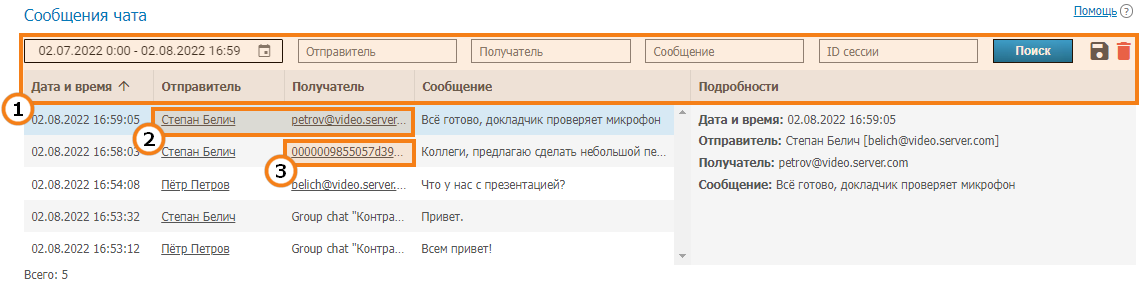 Сообщения чата
Помощь ?
02.07.2022 0:00 - 02.08.2022 16:59 Отправитель Получатель Сообщение ID сессии Поиск
Дата и время Отправитель Получатель Сообщение Подробности
1
02.08.2022 16:59:05 Степан Белич petrov@video.server... Всё готово, докладчик проверяет микрофон
2
02.08.2022 16:58:03 Степан Белич 0000009855057d39... Коллеги, предлагаю сделать небольшой пе...
3
02.08.2022 16:54:08 Пётр Петров belich@video.server.... Что у нас с презентацией?
02.08.2022 16:53:32 Степан Белич Group chat "Контра... Привет.
02.08.2022 16:53:12 Пётр Петров Group chat "Контра... Всем привет!
Дата и время: 02.08.2022 16:59:05
Отправитель: Степан Белич [belich@video.server.com]
Получатель: petrov@video.server.com
Сообщение: Всё готово, докладчик проверяет микрофон
Всего: 5